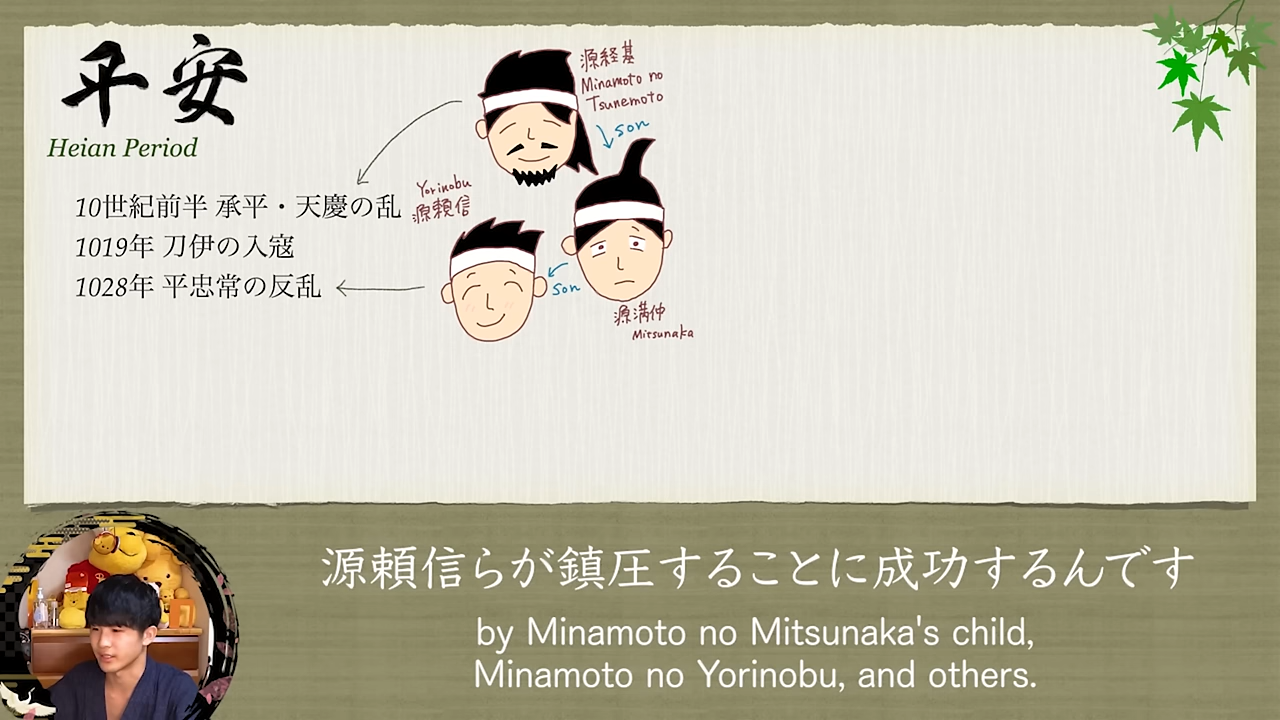 平安
Heian Period
10世紀前半 承平・天慶の乱
1019年 刀伊の入寇
1028年 平忠常の反乱
源経基
Minamoto no
Tsunemoto
son
Yorinobu
源頼信
son
源満仲
Mitsunaka
源頼信らが鎮圧することに成功するんです
by Minamoto no Mitsunaka's child,
Minamoto no Yorinobu, and others.